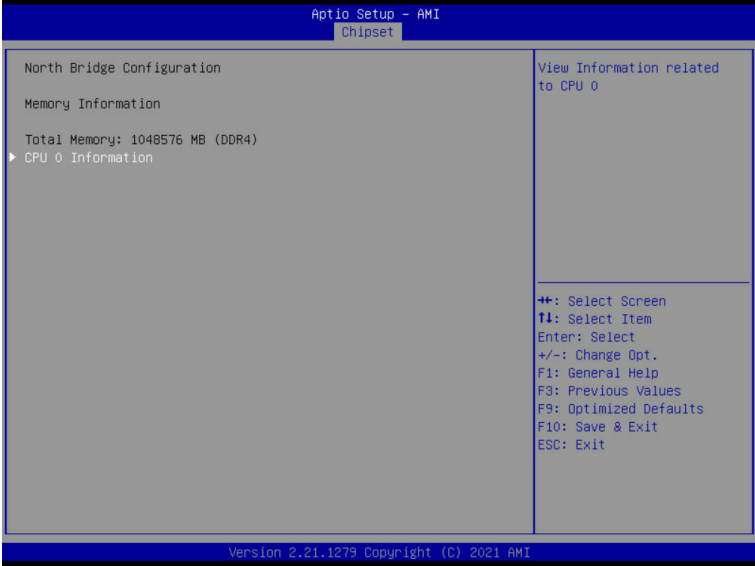 Aptio Setup - AMI
Chipset
North Bridge Configuration
Memory Information
Total Memory: 1048576 MB (DDR4)
CPU 0 Information
View Information related
to CPU 0
→←: Select Screen
↑↓: Select Item
Enter: Select
+/-: Change Opt.
F1: General Help
F3: Previous Values
F9: Optimized Defaults
F10: Save & Exit
ESC: Exit
Version 2.21.1279 Copyright (C) 2021 AMI